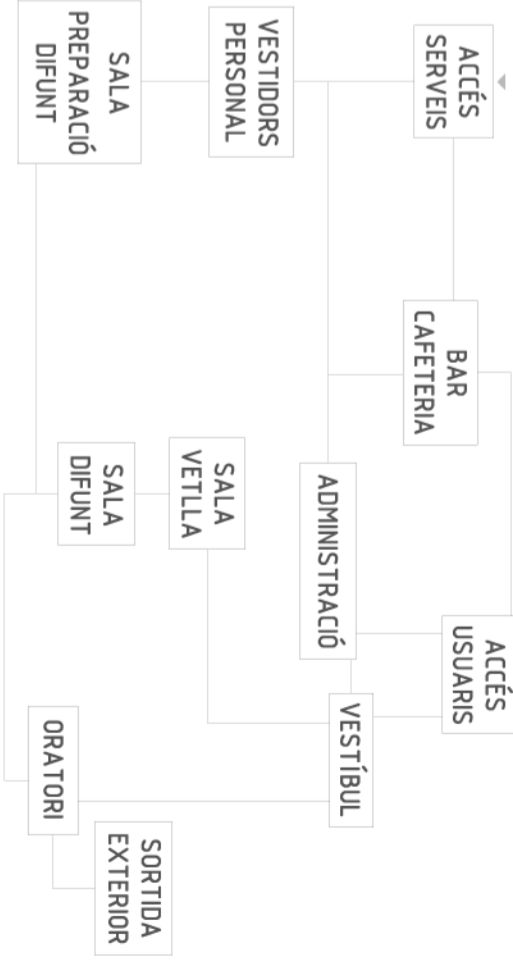 ACCÉS
SERVEIS
BAR
CAFETERIA
ACCÉS
USUARIS
VESTIDORS
PERSONAL
ADMINISTRACIÓ
VESTÍBUL
SALA
PREPARACIÓ
DIFUNT
SALA
VETLLA
SALA
DIFUNT
ORATORI
SORTIDA
EXTERIOR